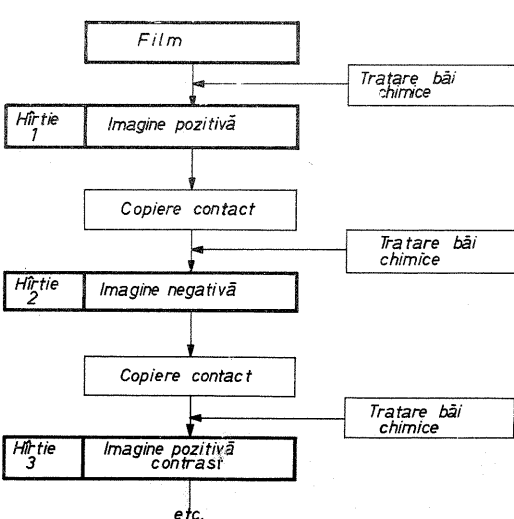 Film
Tratare băi
chimice
Hîrtie
1
Imagine pozitivă
Copiere contact
Tratare băi
chimice
Hîrtie
2
Imagine negativă
Copiere contact
Tratare băi
chimice
Hîrtie
3
Imagine pozitivă
contrast
etc.